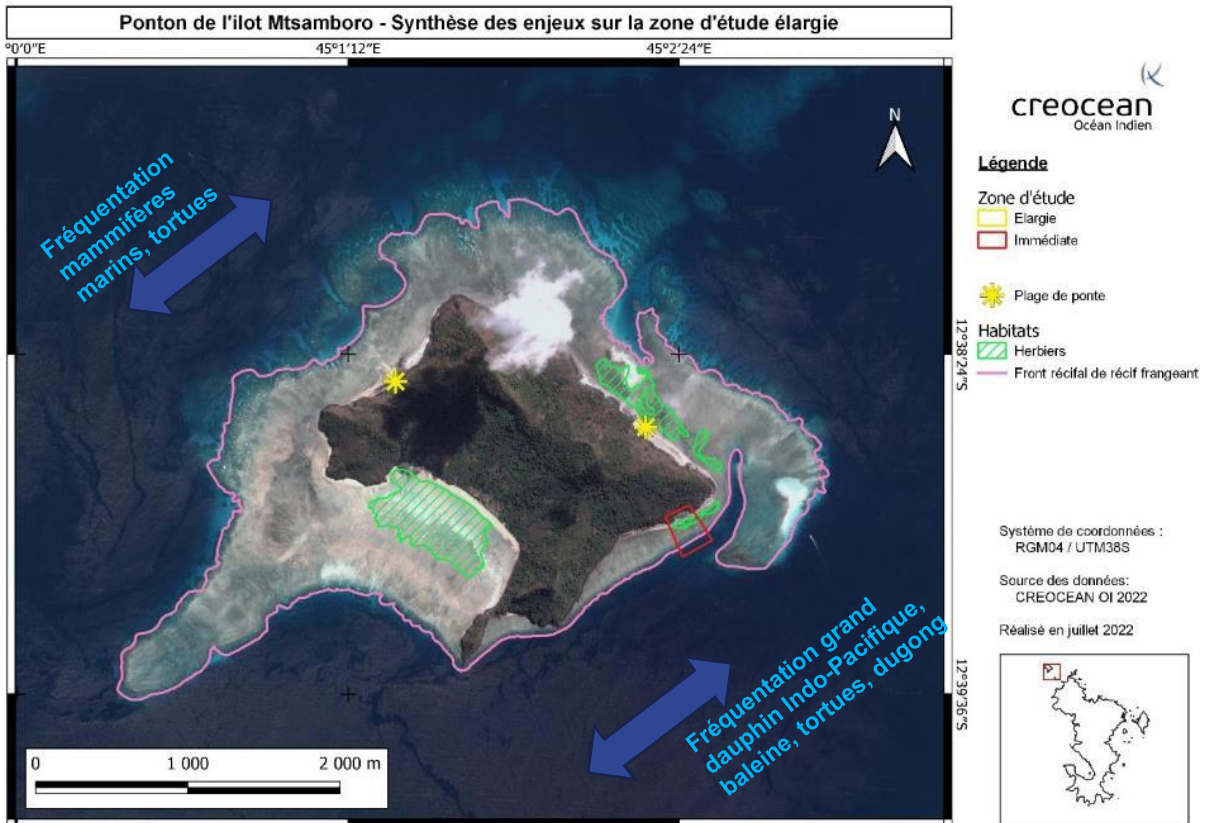 Ponton de l'ilot Mtsamboro - Synthèse des enjeux sur la zone d'étude élargie
°0'0"E
45°1'12"E
45°2'24"E
Fréquentation
mammifères
marins, tortues
N
12°38'24"S
12°39'36"S
Fréquentation grand
dauphin Indo-Pacifique,
baleine, tortues, dugong
0
1 000
2 000 m
creocean
Océan Indien
Légende
Zone d'étude
Elargie
Immédiate
Plage de ponte
Habitats
Herbiers
Front récifal de récif frangeant
Système de coordonnées :
RGM04 / UTM38S
Source des données:
CREOCEAN OI 2022
Réalisé en juillet 2022